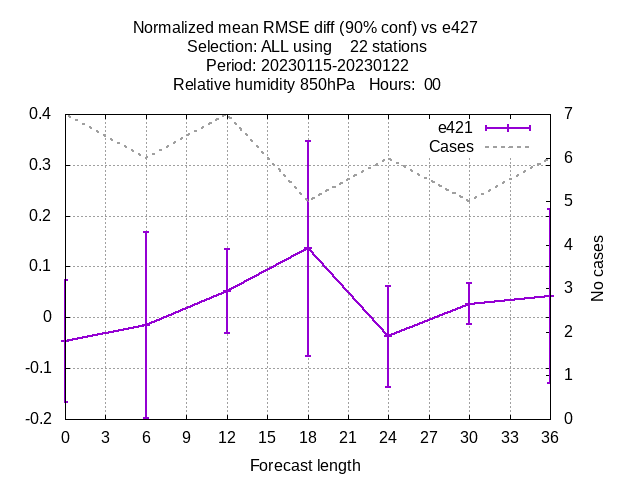 Normalized mean RMSE diff (90% conf) vs e427
Selection: ALL using    22 stations
Period: 20230115-20230122
Relative humidity 850hPa   Hours:  00
e421
Cases
0.4
0.3
0.2
0.1
0
-0.1
-0.2
7
6
5
4
3
2
1
0
No cases
0 3 6 9 12 15 18 21 24 27 30 33 36
Forecast length